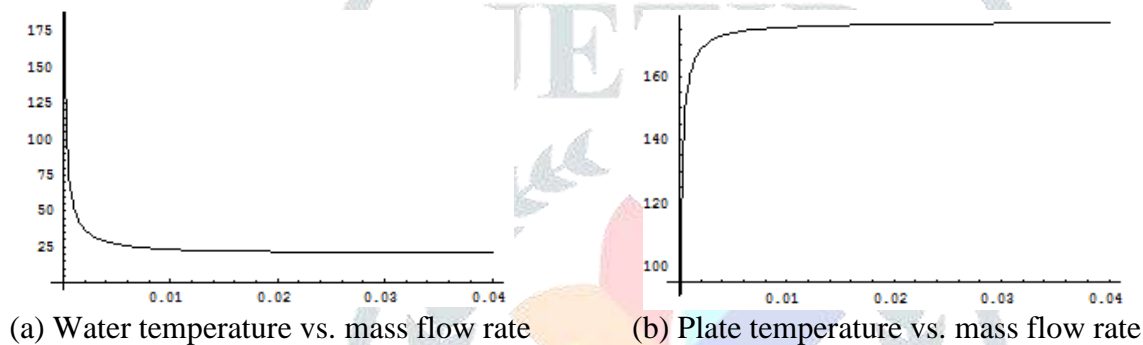 175
150
125
100
75
50
25
0.01 0.02 0.03 0.04
160
140
120
100
0.01 0.02 0.03 0.04
JETIR
(a) Water temperature vs. mass flow rate
(b) Plate temperature vs. mass flow rate